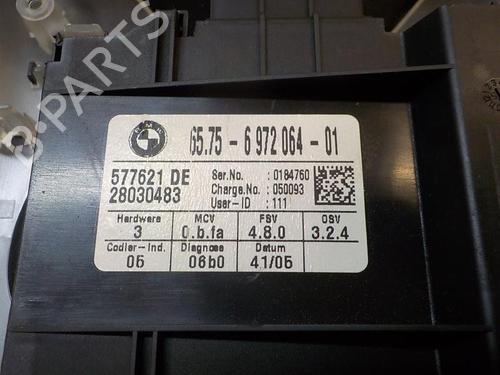 BMW
65.75 - 6 972 064 - 01
577621 DE
28030483
Ser.No. : 0184760
Charge.No. : 050093
User-ID : 111
Hardware MCV FSV OSV
3 0.b.fa 4.8.0 3.2.4
Codier-Ind. Diagnose Datum
05 06b0 41/05
B-PARTS